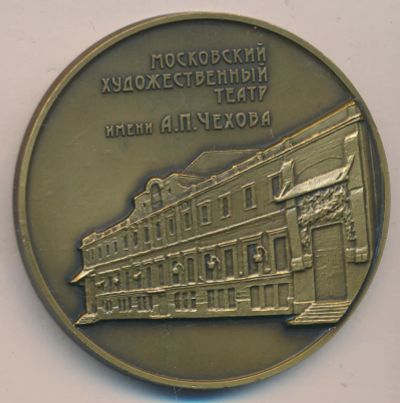 МОСКОВСКИЙ
ХУДОЖЕСТВЕННЫЙ
ТЕАТР
ИМЕНИ А.П.ЧЕХОВА